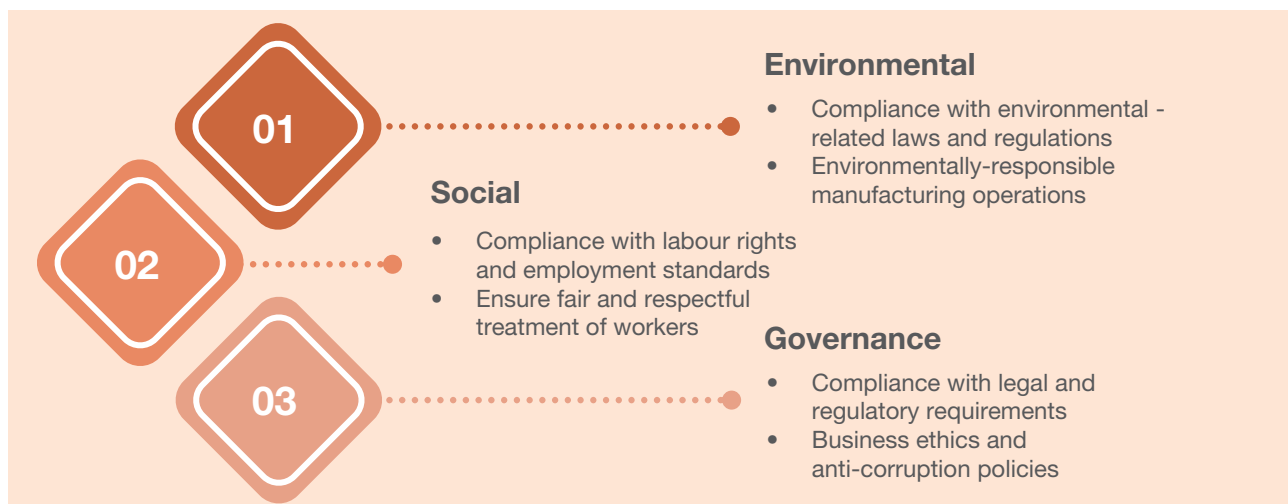 01
Environmental
• Compliance with environmental -
related laws and regulations
• Environmentally-responsible
manufacturing operations
02
Social
• Compliance with labour rights
and employment standards
• Ensure fair and respectful
treatment of workers
03
Governance
• Compliance with legal and
regulatory requirements
• Business ethics and
anti-corruption policies